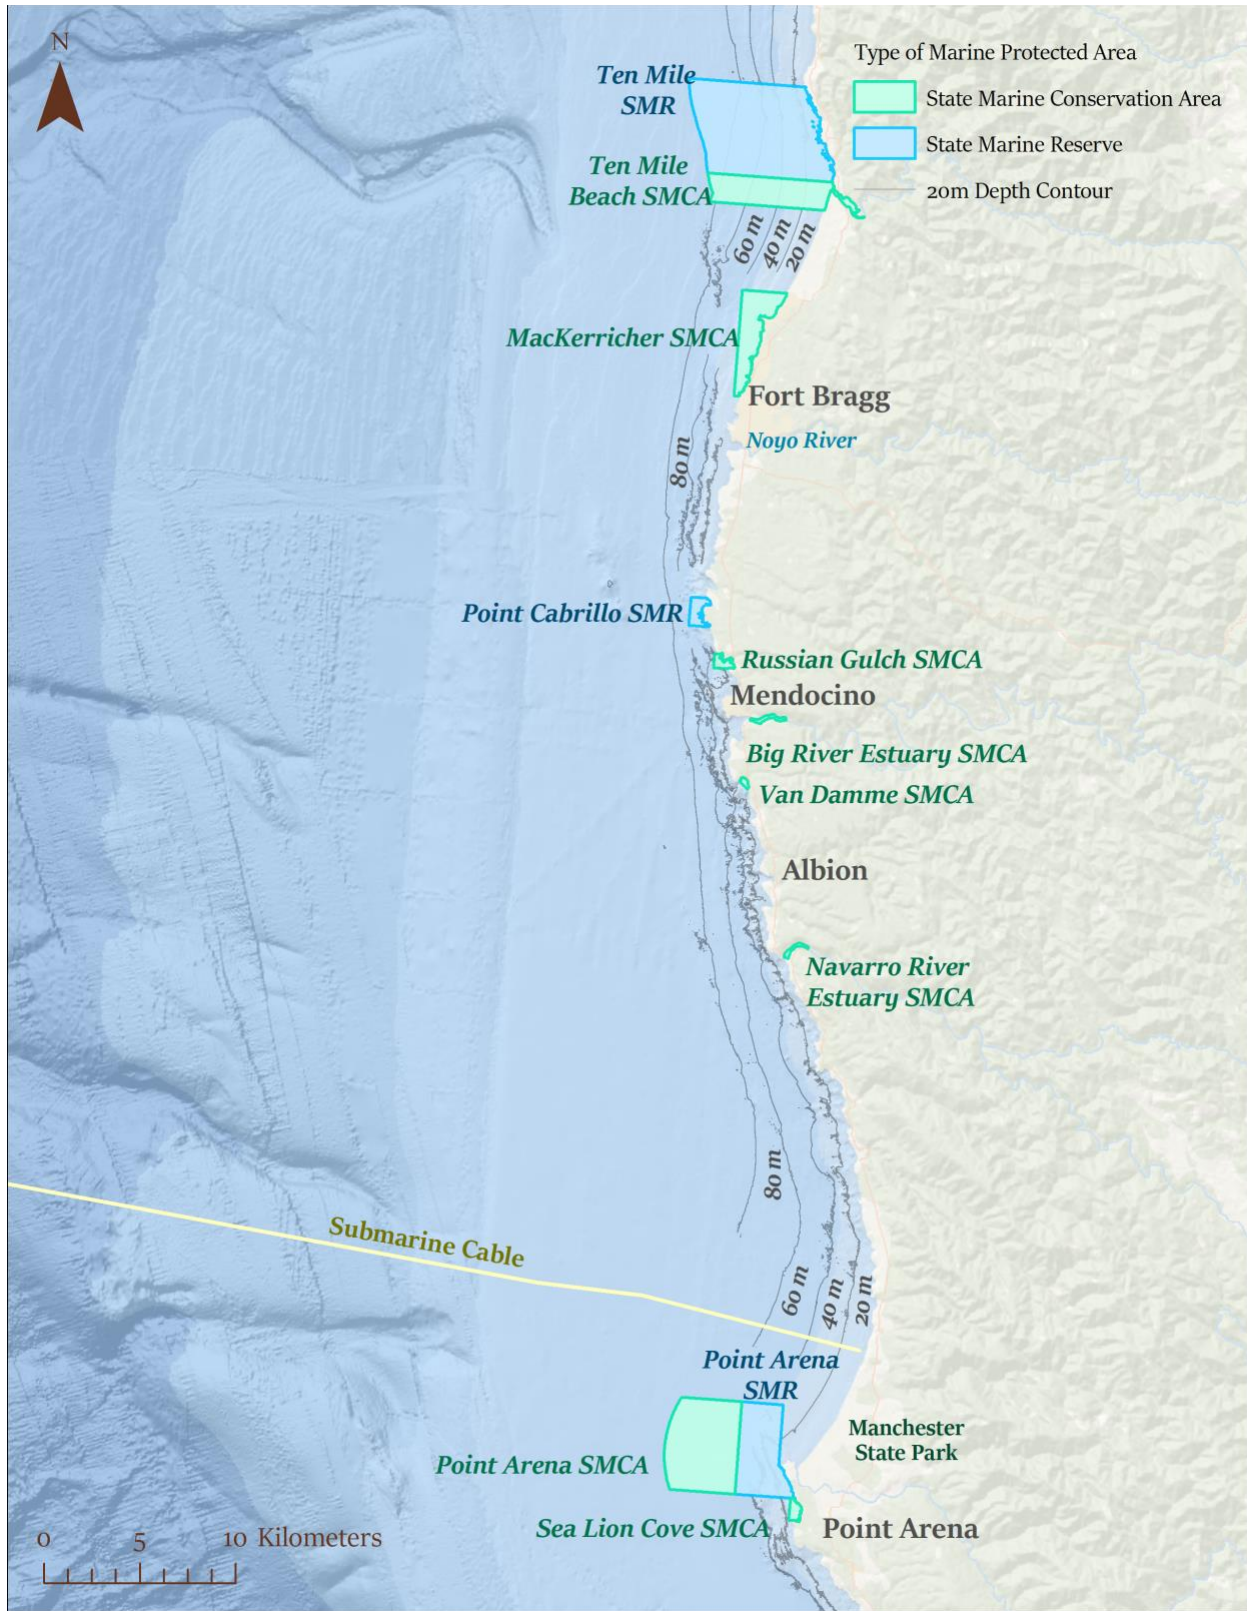 N
Type of Marine Protected Area
State Marine Conservation Area
State Marine Reserve
20m Depth Contour
Ten Mile
SMR
Ten Mile
Beach SMCA
60 m
40 m
20 m
MacKerricher SMCA
Fort Bragg
Noyo River
80 m
Point Cabrillo SMR
Russian Gulch SMCA
Mendocino
Big River Estuary SMCA
Van Damme SMCA
Albion
Navarro River
Estuary SMCA
80 m
Submarine Cable
60 m
40 m
20 m
Point Arena
SMR
Manchester
State Park
Point Arena SMCA
Sea Lion Cove SMCA
Point Arena
0 5 10 Kilometers